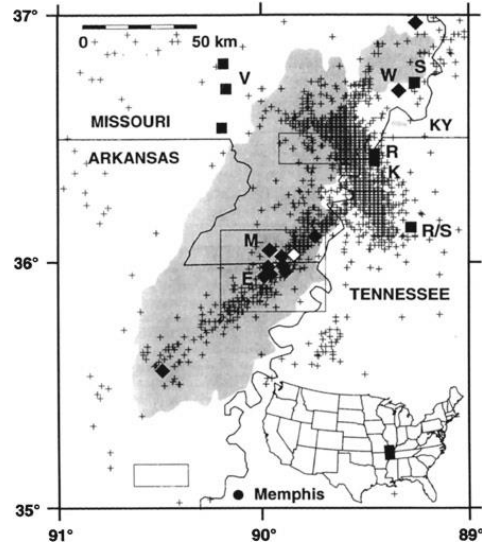 37°
0 50 km
V
W
S
MISSOURI
ARKANSAS
KY
R
K
M
R/S
36°
E
TENNESSEE
35°
Memphis
91° 90° 89°